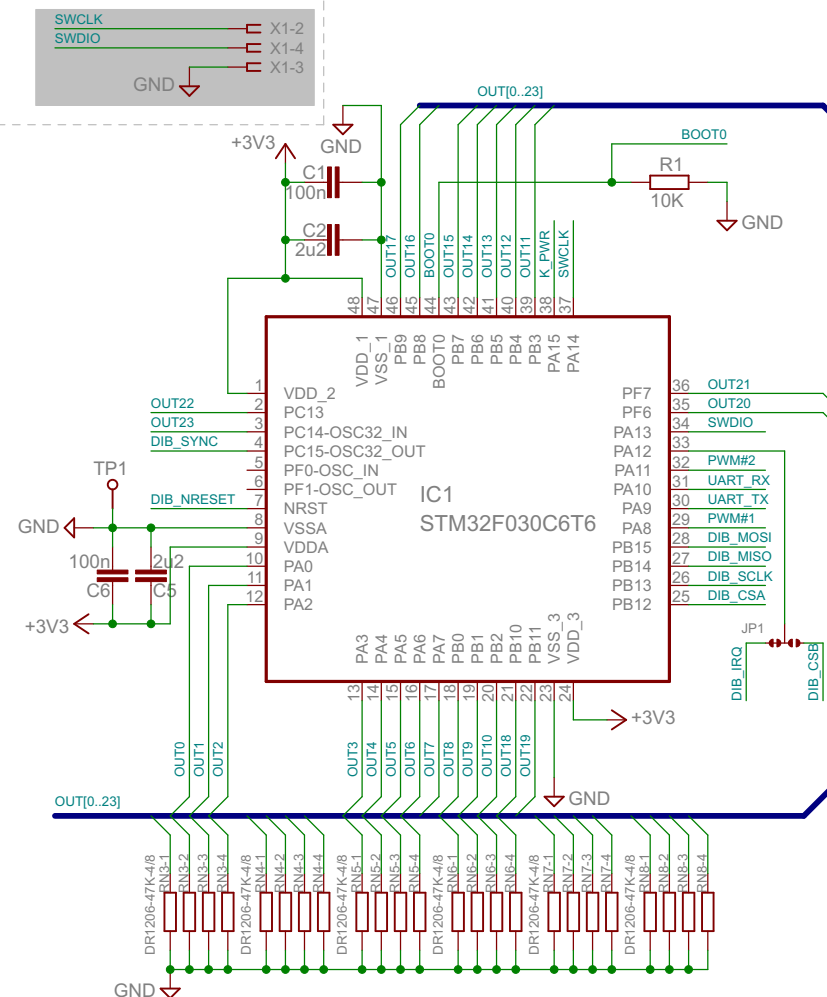 SWCLK
X1-2
SWDIO
X1-4
X1-3
GND
OUT[0..23]
+3V3
GND
BOOT0
C1
100n
R1
10K
GND
C2
2u2
OUT17
OUT16
BOOT0
OUT15
OUT14
OUT13
OUT12
OUT11
K_PWR
SWCLK
48
47
46
45
44
43
42
41
40
39
38
37
VDD_1
VSS_1
PB9
PB8
BOOT0
PB7
PB6
PB5
PB4
PB3
PA15
PA14
1 VDD_2
OUT22 2 PC13
OUT23 3 PC14-OSC32_IN
DIB_SYNC 4 PC15-OSC32_OUT
5 PF0-OSC_IN
6 PF1-OSC_OUT
DIB_NRESET 7 NRST
8 VSSA
9 VDDA
10 PA0
11 PA1
12 PA2
IC1
STM32F030C6T6
PF7 36 OUT21
PF6 35 OUT20
PA13 34 SWDIO
PA12 33
PA11 32 PWM#2
PA10 31 UART_RX
PA9 30 UART_TX
PA8 29 PWM#1
PB15 28 DIB_MOSI
PB14 27 DIB_MISO
PB13 26 DIB_SCLK
PB12 25 DIB_CSA
TP1
GND
100n
C6
2u2
C5
+3V3
JP1
DIB_IRQ
DIB_CSB
PA3
PA4
PA5
PA6
PA7
PB0
PB1
PB2
PB10
PB11
VSS_3
VDD_3
13
14
15
16
17
18
19
20
21
22
23
24
+3V3
GND
OUT0
OUT1
OUT2
OUT3
OUT4
OUT5
OUT6
OUT7
OUT8
OUT9
OUT10
OUT18
OUT19
OUT[0..23]
DR1206-47K-4/8
RN3-1
RN3-2
RN3-3
RN3-4
DR1206-47K-4/8
RN4-1
RN4-2
RN4-3
RN4-4
DR1206-47K-4/8
RN5-1
RN5-2
RN5-3
RN5-4
DR1206-47K-4/8
RN6-1
RN6-2
RN6-3
RN6-4
DR1206-47K-4/8
RN7-1
RN7-2
RN7-3
RN7-4
DR1206-47K-4/8
RN8-1
RN8-2
RN8-3
RN8-4
GND